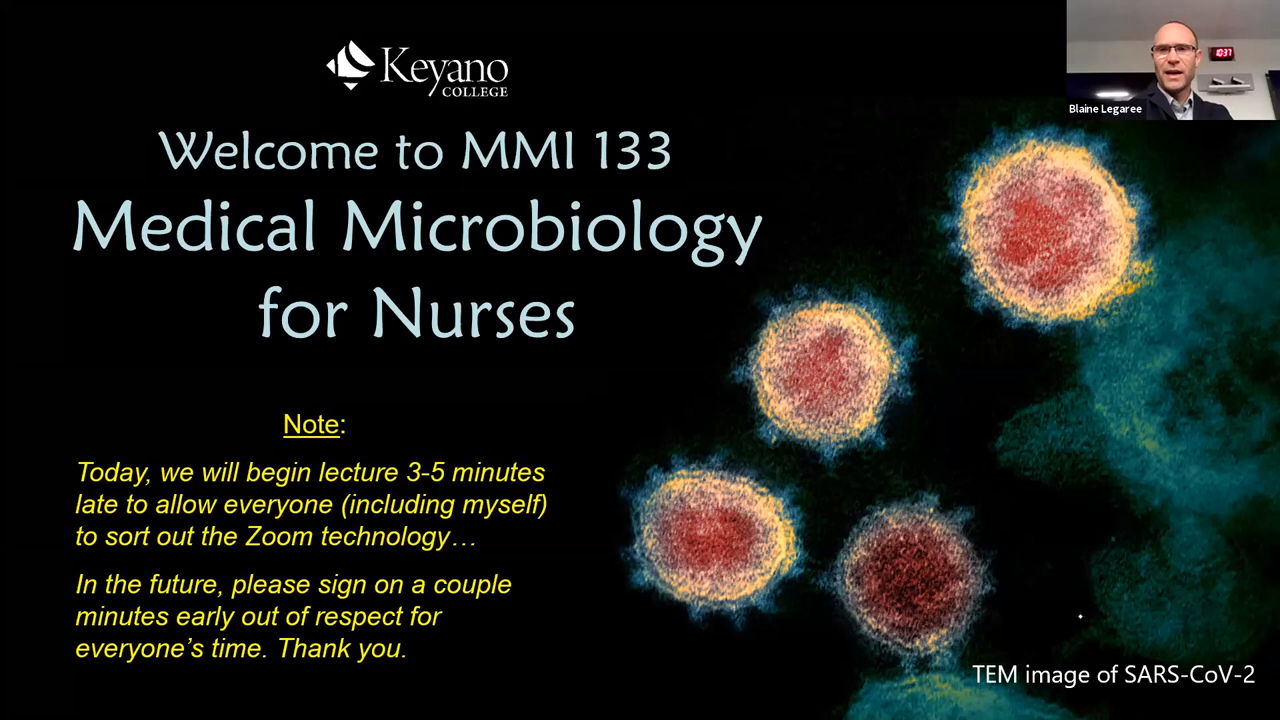 Keyano
COLLEGE
10:37
Blaine Legaree
Welcome to MMI 133
Medical Microbiology
for Nurses
Note:
Today, we will begin lecture 3-5 minutes
late to allow everyone (including myself)
to sort out the Zoom technology…
In the future, please sign on a couple
minutes early out of respect for
everyone’s time. Thank you.
TEM image of SARS-CoV-2